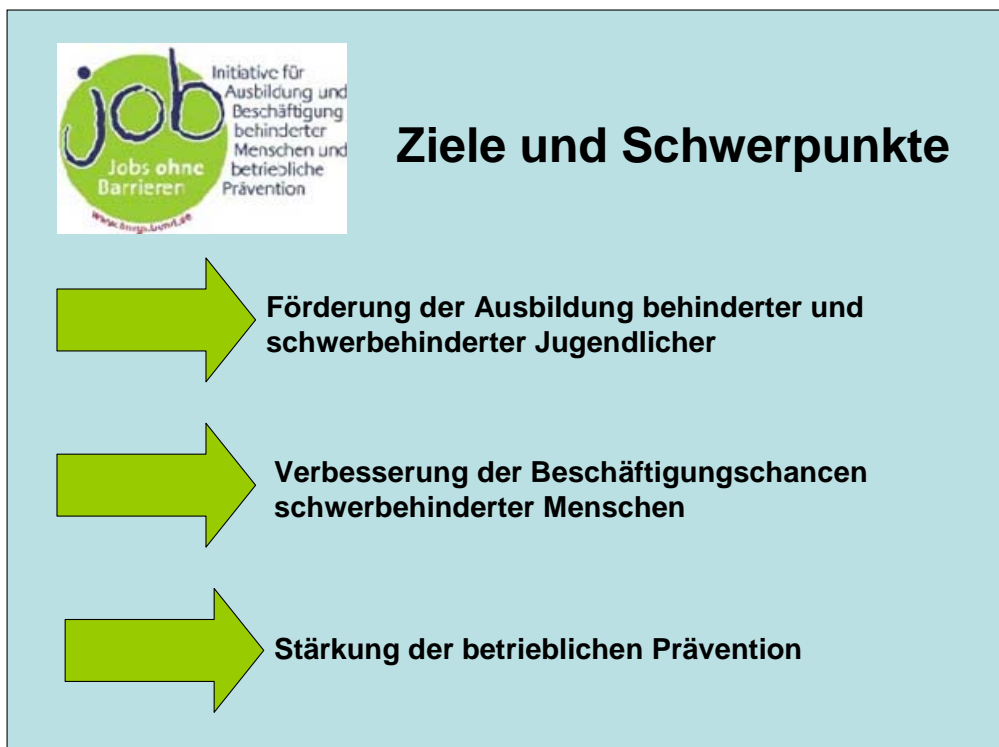 job
Jobs ohne
Barrieren
Initiative für
Ausbildung und
Beschäftigung
behinderter
Menschen und
betriebliche
Prävention
Ziele und Schwerpunkte
Förderung der Ausbildung behinderter und
schwerbehinderter Jugendlicher
Verbesserung der Beschäftigungschancen
schwerbehinderter Menschen
Stärkung der betrieblichen Prävention